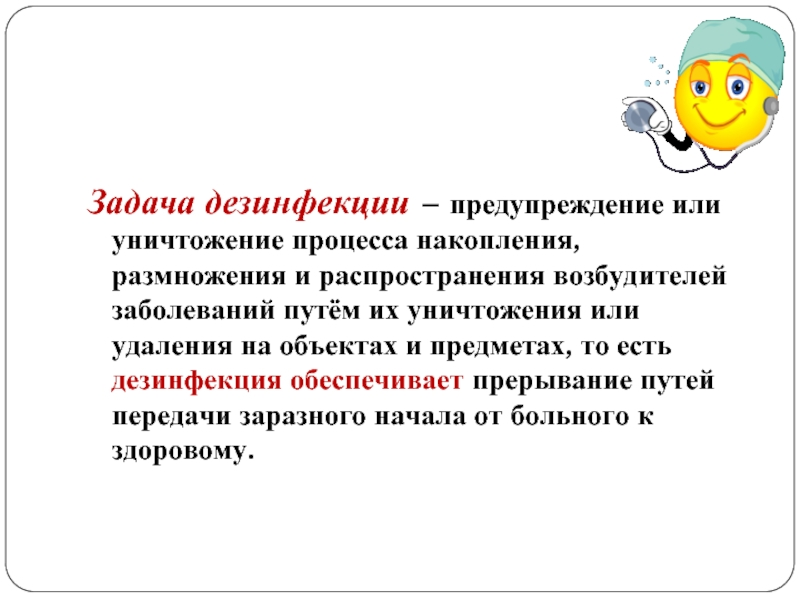 Задача дезинфекции – предупреждение или
уничтожение процесса накопления,
размножения и распространения возбудителей
заболеваний путём их уничтожения или
удаления на объектах и предметах, то есть
дезинфекция обеспечивает прерывание путей
передачи заразного начала от больного к
здоровому.